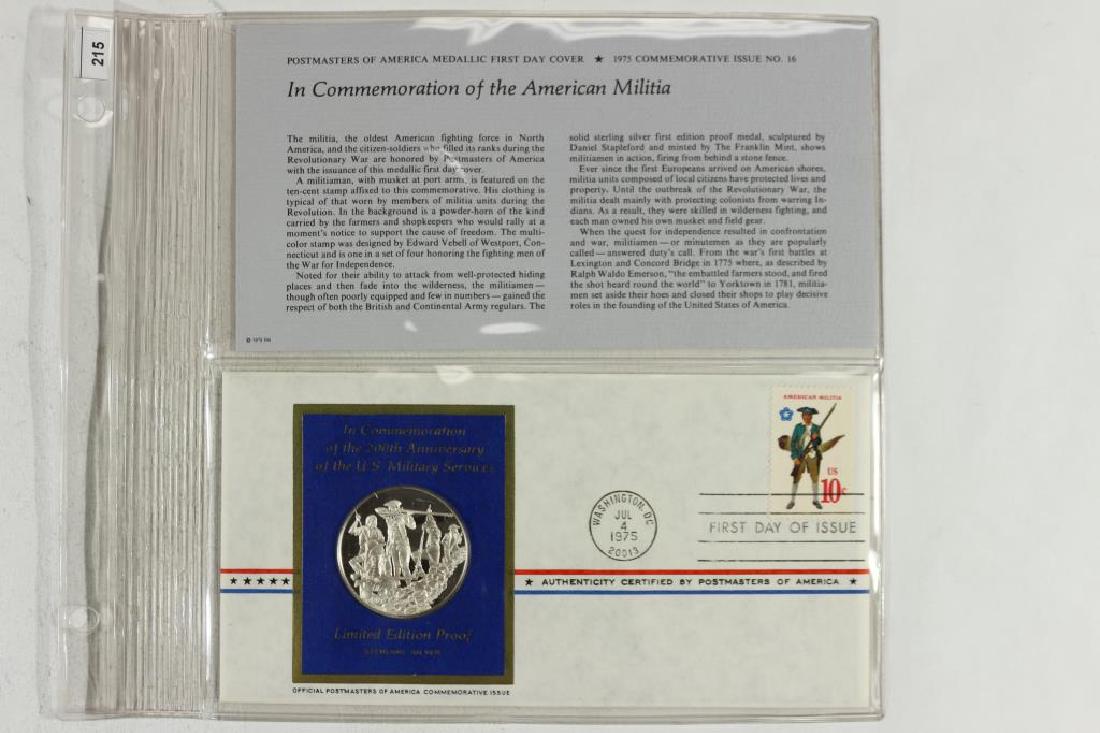 215
POSTMASTERS OF AMERICA MEDALLIC FIRST DAY COVER ★ 1975 COMMEMORATIVE ISSUE NO. 16
In Commemoration of the American Militia
The militia, the oldest American fighting force in North
America, and the citizen-soldiers who filled its ranks during the
Revolutionary War are honored by Postmasters of America
with the issuance of this medallic first day cover.
A militiaman, with musket at port arms, is featured on the
ten-cent stamp affixed to this commemorative. His clothing is
typical of that worn by members of militia units during the
Revolution. In the background is a powder-horn of the kind
carried by the farmers and shopkeepers who would rally at a
moment's notice to support the cause of freedom. The multi-
color stamp was designed by Edward Vebell of Westport, Con-
necticut and is one in a set of four honoring the fighting men of
the War for Independence.
Noted for their ability to attack from well-protected hiding
places and then fade into the wilderness, the militiamen—
though often poorly equipped and few in numbers—gained the
respect of both the British and Continental Army regulars. The
solid sterling silver first edition proof medal, sculptured by
Daniel Stapleford and minted by The Franklin Mint, shows
militiamen in action, firing from behind a stone fence.
Ever since the first Europeans arrived on American shores,
militia units composed of local citizens have protected lives and
property. Until the outbreak of the Revolutionary War, the
militia dealt mainly with protecting colonists from warring In-
dians. As a result, they were skilled in wilderness fighting, and
each man owned his own musket and field gear.
When the quest for independence resulted in confrontation
and war, militiamen—or minutemen as they are popularly
called—answered duty's call. From the war's first battles at
Lexington and Concord Bridge in 1775 where, as described by
Ralph Waldo Emerson, "the embattled farmers stood, and fired
the shot heard round the world" to Yorktown in 1781, militia-
men set aside their hoes and closed their shops to play decisive
roles in the founding of the United States of America.
In Commemoration
of the 200th Anniversary
of the U.S. Military Services
Limited Edition Proof
OFFICIAL POSTMASTERS OF AMERICA COMMEMORATIVE ISSUE
AMERICAN MILITIA
US
10c
WASHINGTON, DC
JUL
4
1975
20013
FIRST DAY OF ISSUE
★ AUTHENTICITY CERTIFIED BY POSTMASTERS OF AMERICA ★